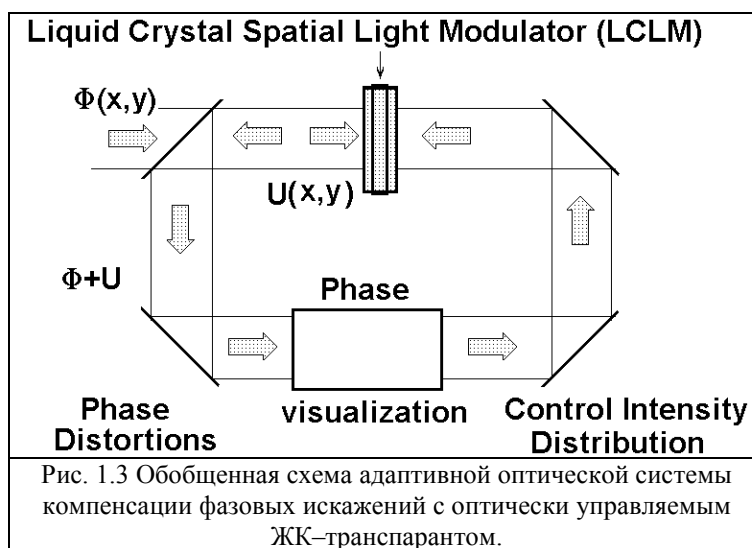 Liquid Crystal Spatial Light Modulator (LCLM)
Φ(x,y)
U(x,y)
Φ+U
Phase
visualization
Phase
Distortions
Control Intensity
Distribution
Рис. 1.3 Обобщенная схема адаптивной оптической системы
компенсации фазовых искажений с оптически управляемым
ЖК–транспарантом.